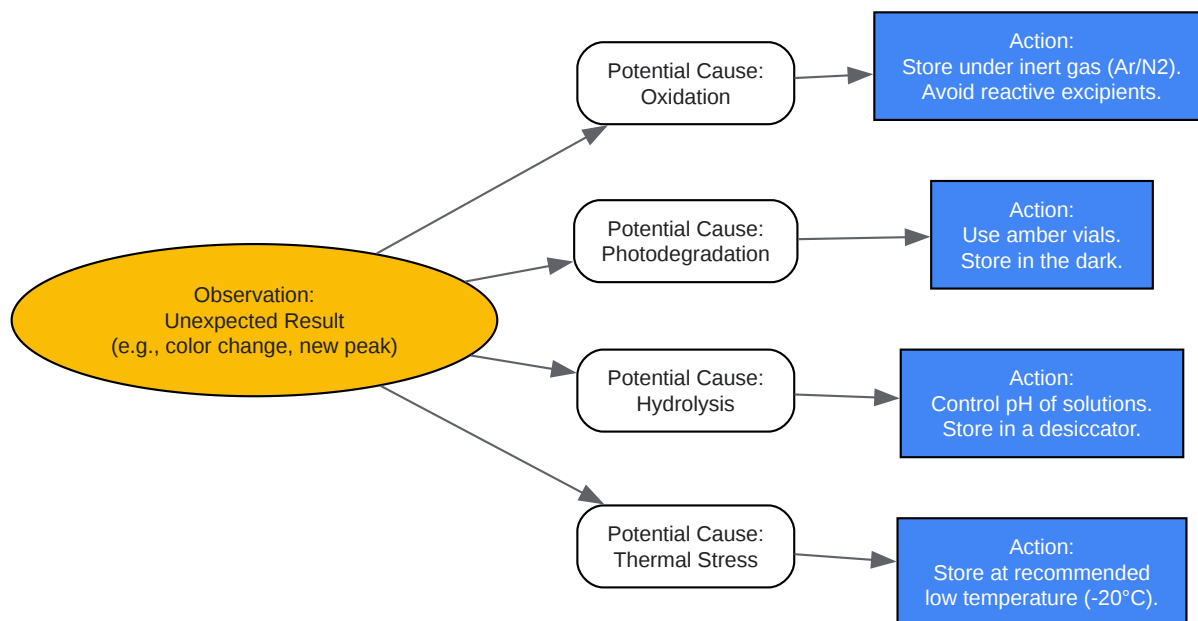 Observation:
Unexpected Result
(e.g., color change, new peak)
Potential Cause:
Oxidation
Action:
Store under inert gas (Ar/N2).
Avoid reactive excipients.
Potential Cause:
Photodegradation
Action:
Use amber vials.
Store in the dark.
Potential Cause:
Hydrolysis
Action:
Control pH of solutions.
Store in a desiccator.
Potential Cause:
Thermal Stress
Action:
Store at recommended
low temperature (-20°C).